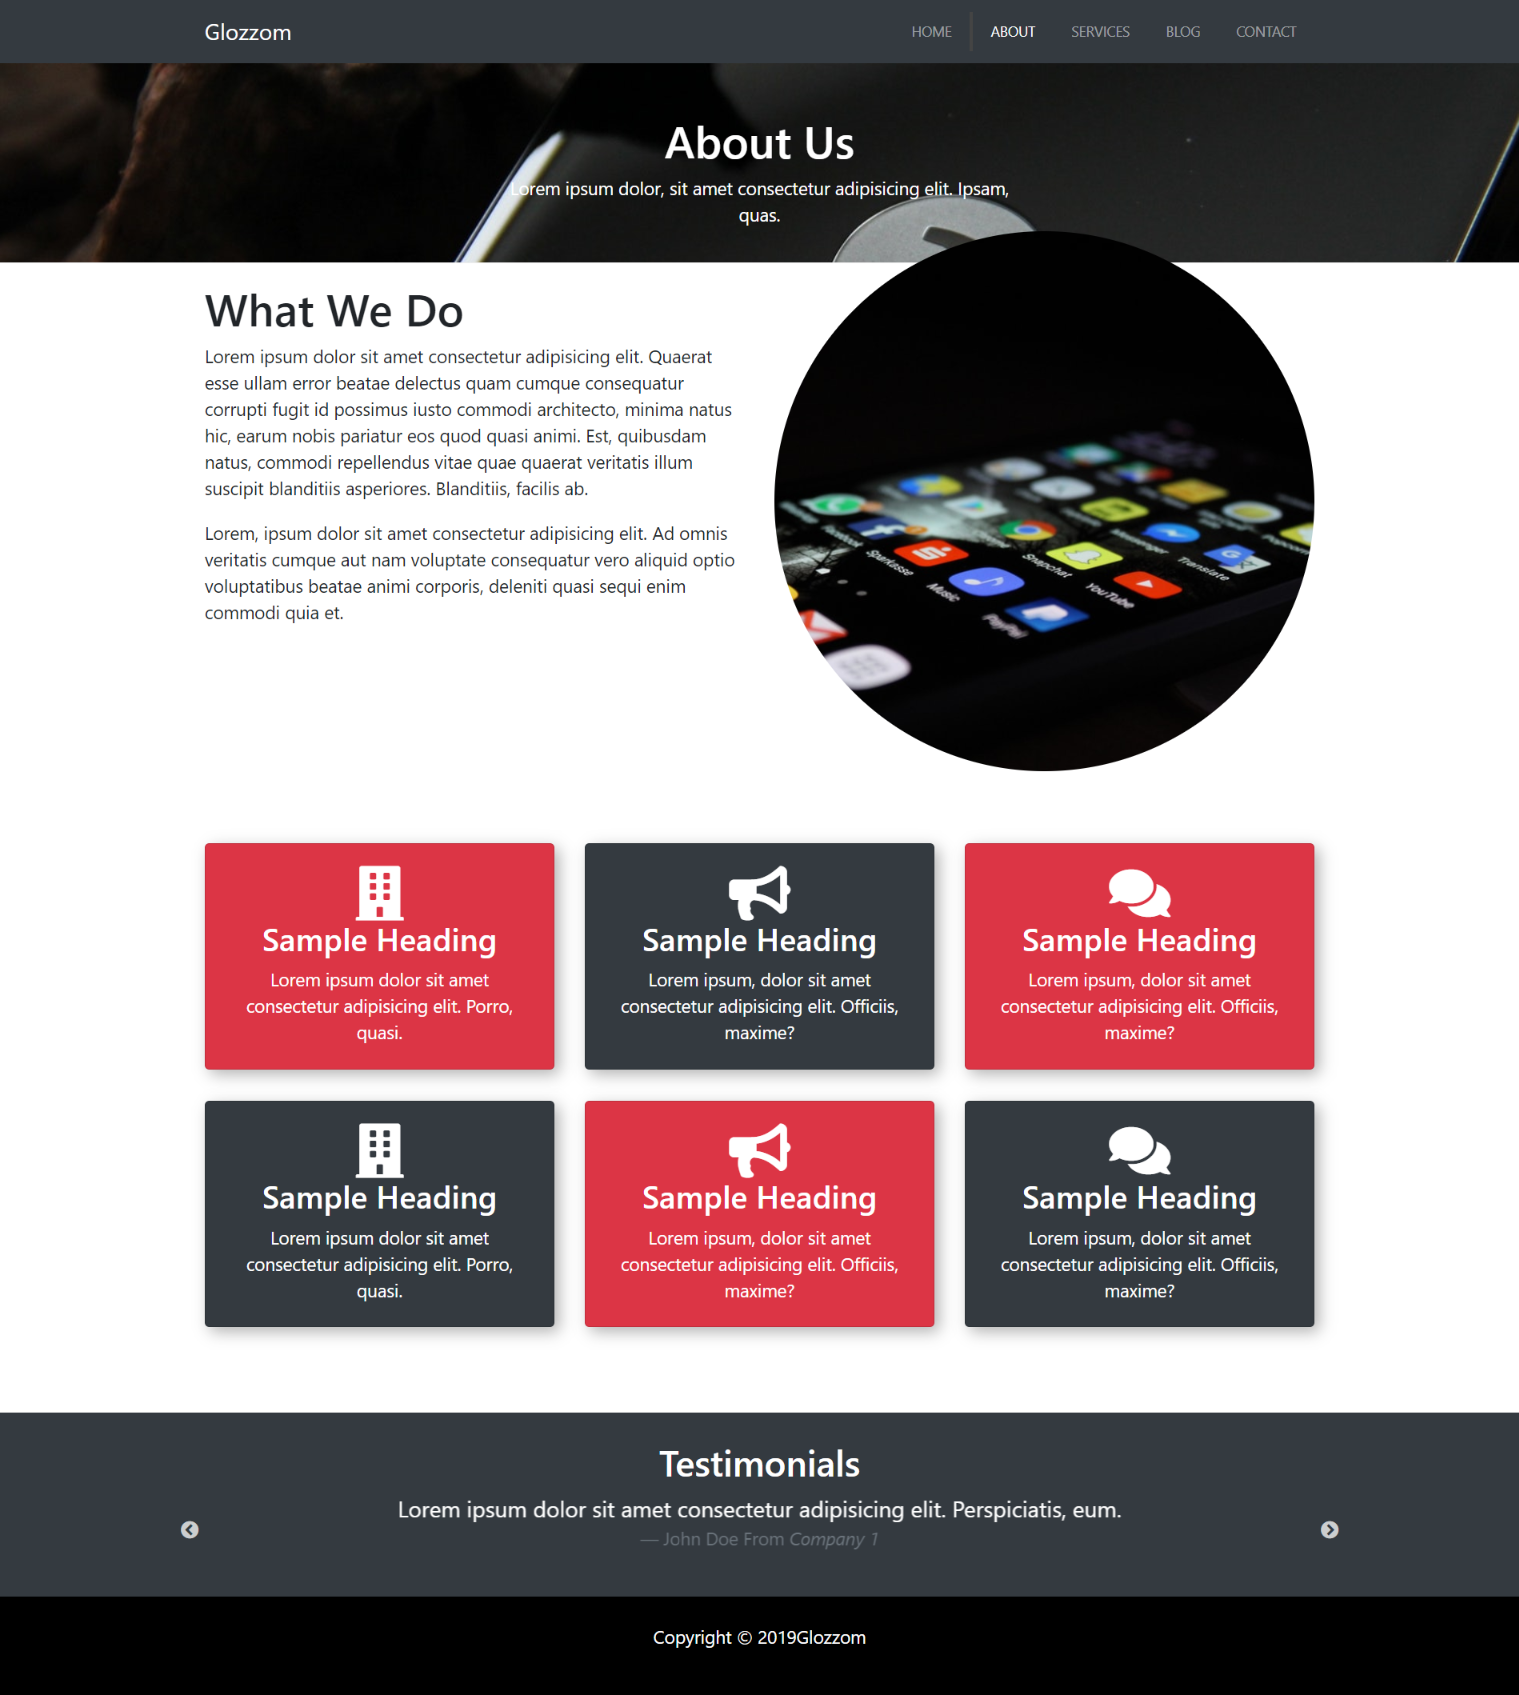 Glozzom
HOME ABOUT SERVICES BLOG CONTACT
About Us
Lorem ipsum dolor, sit amet consectetur adipisicing elit. Ipsam,
quas.
What We Do
Lorem ipsum dolor sit amet consectetur adipisicing elit. Quaerat
esse ullam error beatae delectus quam cumque consequatur
corrupti fugit id possimus iusto commodi architecto, minima natus
hic, earum nobis pariatur eos quod quasi animi. Est, quibusdam
natus, commodi repellendus vitae quae quaerat veritatis illum
suscipit blanditiis asperiores. Blanditiis, facilis ab.
Lorem, ipsum dolor sit amet consectetur adipisicing elit. Ad omnis
veritatis cumque aut nam voluptate consequatur vero aliquid optio
voluptatibus beatae animi corporis, deleniti quasi sequi enim
commodi quia et.
Facebook
Sparkasse
Music
PayPal
Snapchat
YouTube
Messenger
Translate
Sample Heading
Lorem ipsum dolor sit amet
consectetur adipisicing elit. Porro,
quasi.
Sample Heading
Lorem ipsum, dolor sit amet
consectetur adipisicing elit. Officiis,
maxime?
Sample Heading
Lorem ipsum, dolor sit amet
consectetur adipisicing elit. Officiis,
maxime?
Sample Heading
Lorem ipsum dolor sit amet
consectetur adipisicing elit. Porro,
quasi.
Sample Heading
Lorem ipsum, dolor sit amet
consectetur adipisicing elit. Officiis,
maxime?
Sample Heading
Lorem ipsum, dolor sit amet
consectetur adipisicing elit. Officiis,
maxime?
Testimonials
Lorem ipsum dolor sit amet consectetur adipisicing elit. Perspiciatis, eum.
— John Doe From Company 1
Copyright © 2019Glozzom